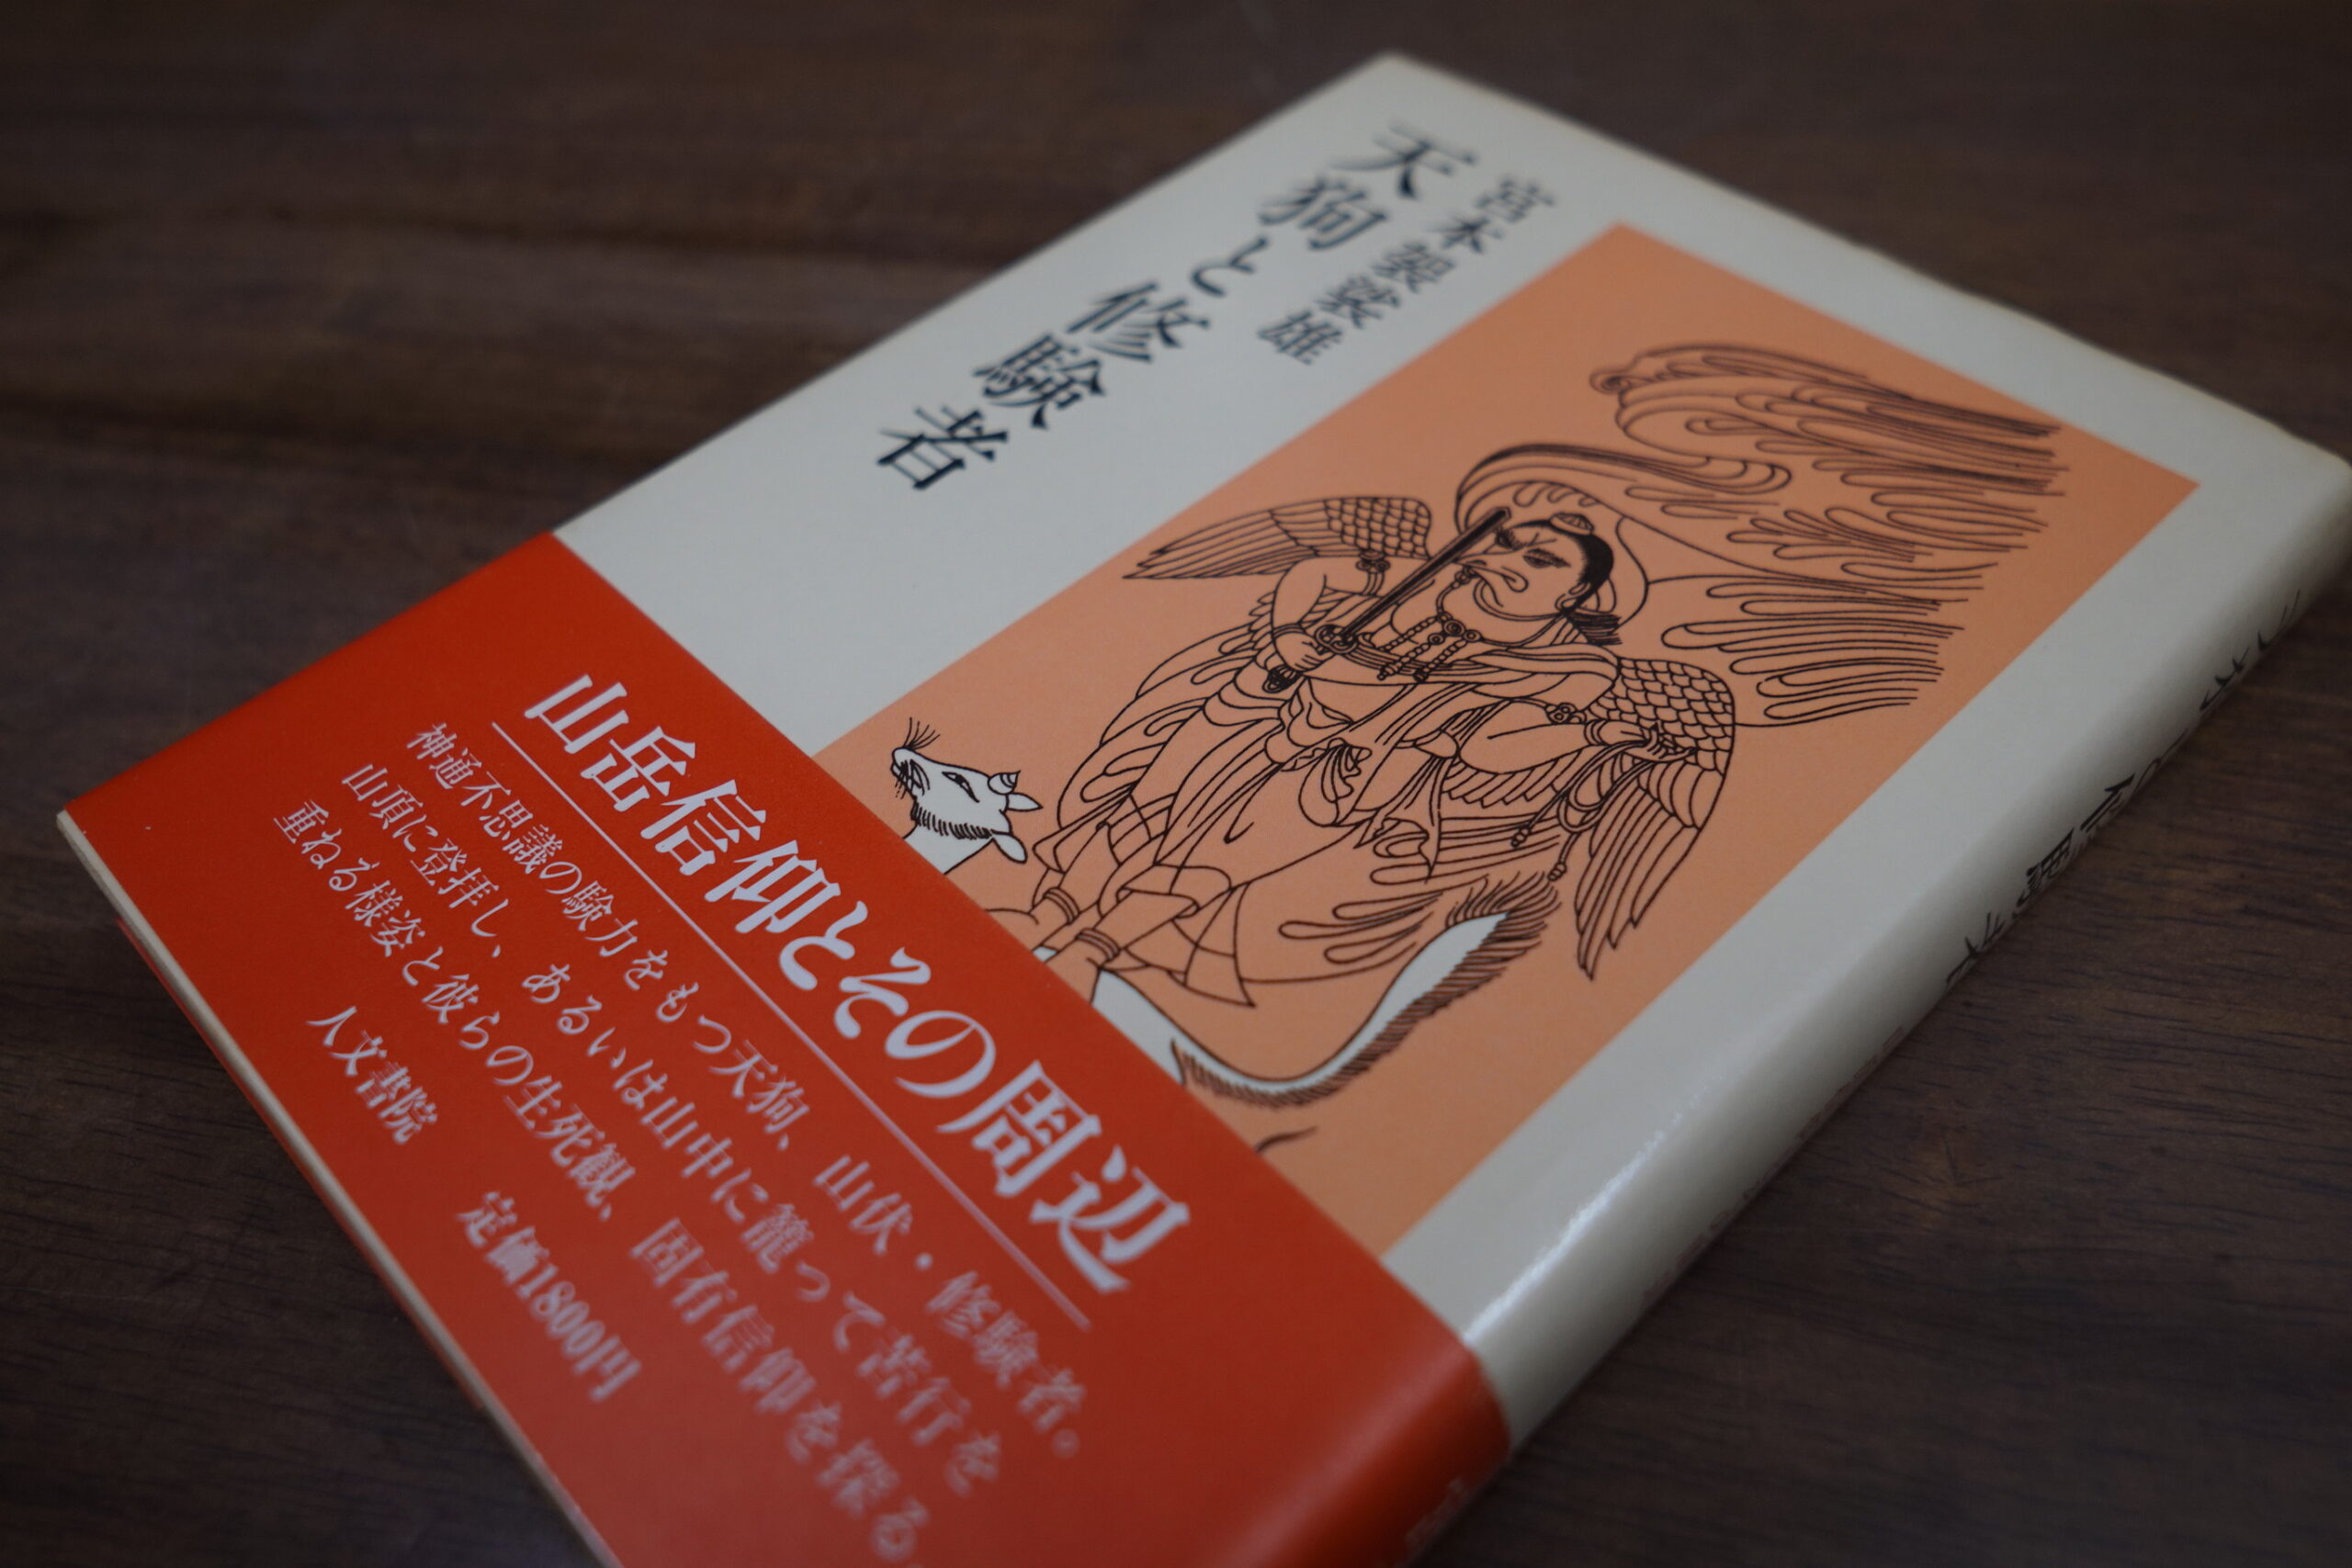 宮本袈裟雄
天狗と修験者
山岳信仰とその周辺
神通不思議の験力をもつ天狗、山伏・修験者。
山頂に登拝し、あるいは山中に籠って苦行を
重ねる様姿と彼らの生死観、固有信仰を探る。
人文書院 定価1800円